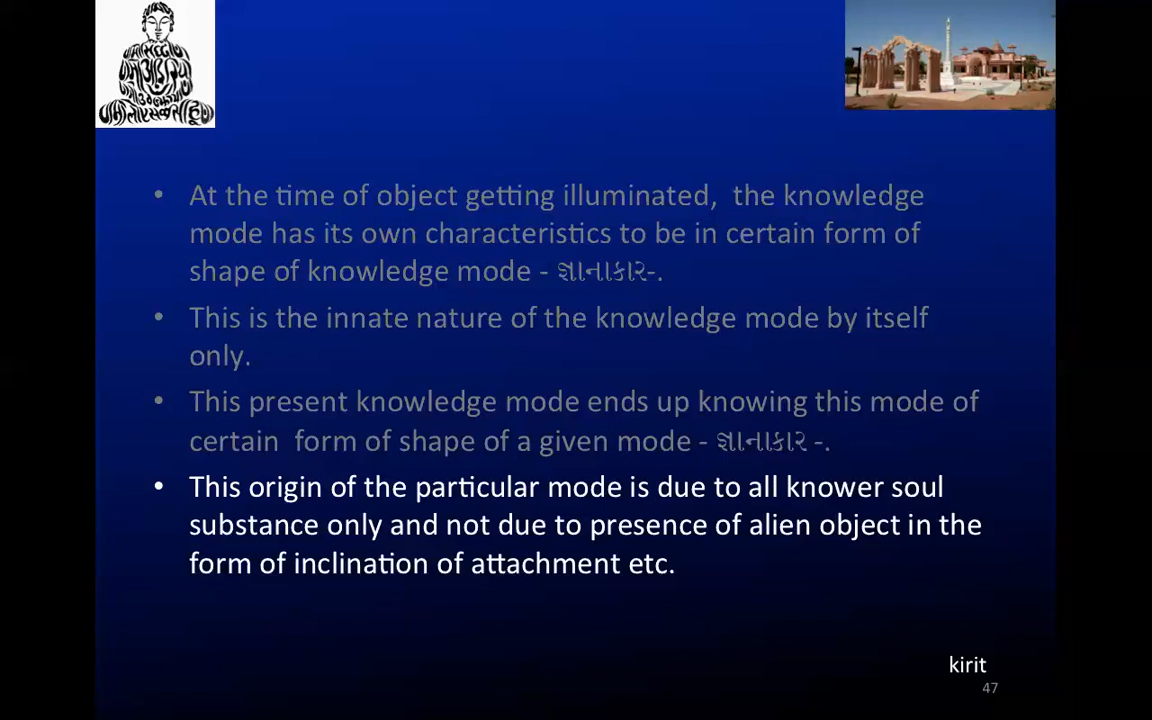 • At the time of object getting illuminated,  the knowledge
mode has its own characteristics to be in certain form of
shape of knowledge mode - જ્ઞાનાકાર-.
• This is the innate nature of the knowledge mode by itself
only.
• This present knowledge mode ends up knowing this mode of
certain  form of shape of a given mode - જ્ઞાનાકાર -.
• This origin of the particular mode is due to all knower soul
substance only and not due to presence of alien object in the
form of inclination of attachment etc.
kirit
47